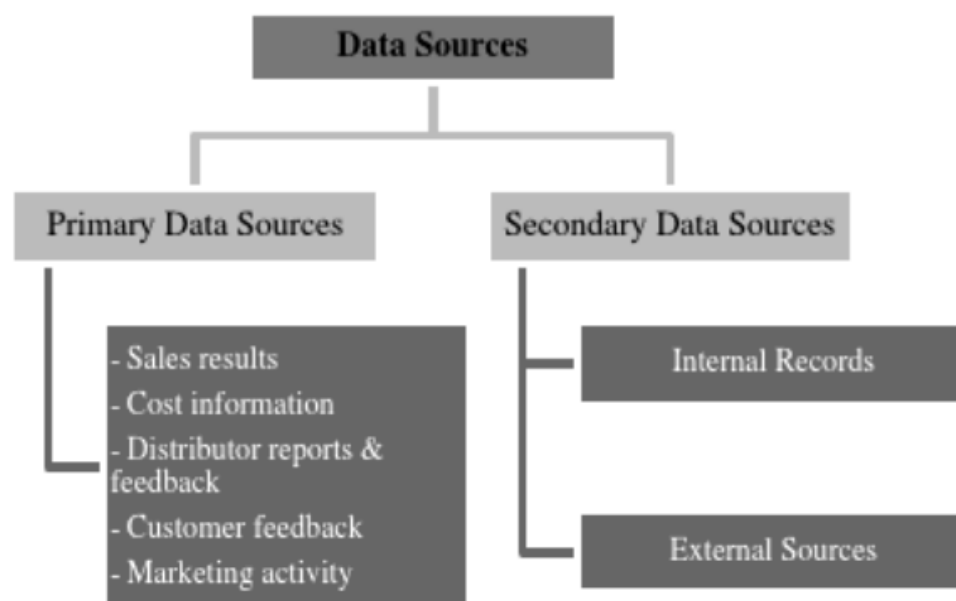 Data Sources
Primary Data Sources
- Sales results
- Cost information
- Distributor reports &
feedback
- Customer feedback
- Marketing activity
Secondary Data Sources
Internal Records
External Sources